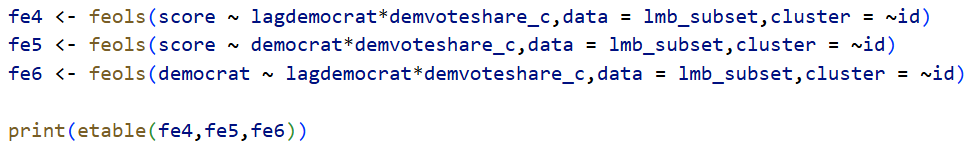 fe4 <- feols(score ~ lagdemocrat*demvoteshare_c,data = lmb_subset,cluster = ~id)
fe5 <- feols(score ~ democrat*demvoteshare_c,data = lmb_subset,cluster = ~id)
fe6 <- feols(democrat ~ lagdemocrat*demvoteshare_c,data = lmb_subset,cluster = ~id)
print(etable(fe4,fe5,fe6))